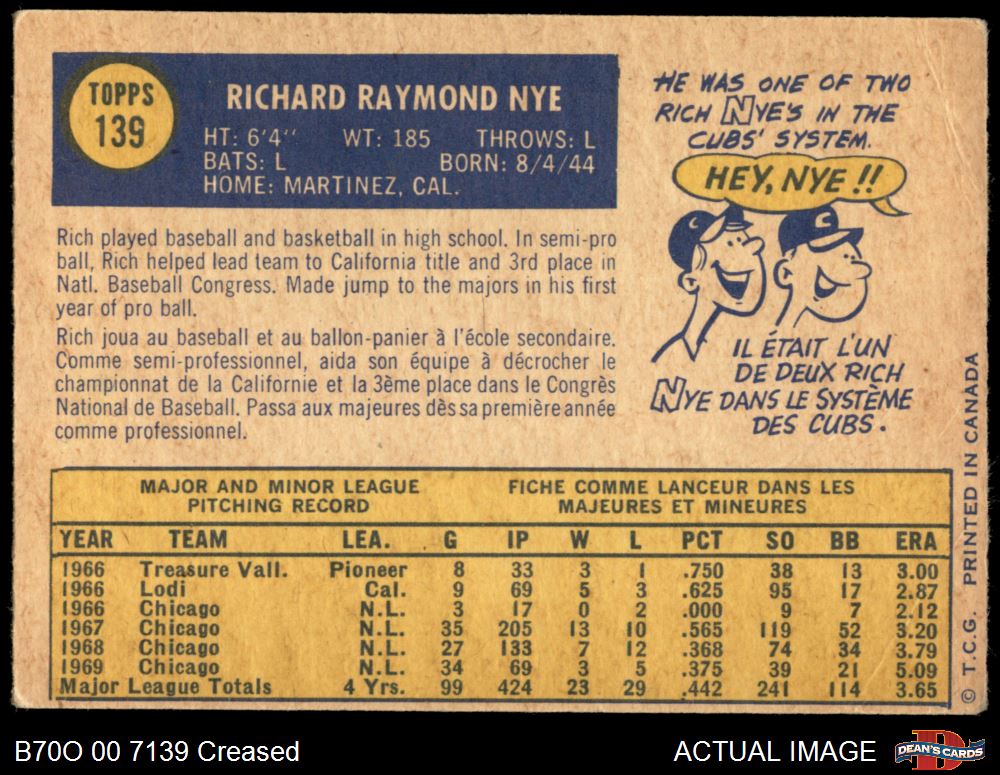 TOPPS
139
RICHARD RAYMOND NYE
HT: 6'4'' WT: 185 THROWS: L
BATS: L BORN: 8/4/44
HOME: MARTINEZ, CAL.
HE WAS ONE OF TWO
RICH NYE'S IN THE
CUBS' SYSTEM.
HEY, NYE !!
C
C
IL ÉTAIT L'UN
DE DEUX RICH
NYE DANS LE SYSTÈME
DES CUBS.
Rich played baseball and basketball in high school. In semi-pro
ball, Rich helped lead team to California title and 3rd place in
Natl. Baseball Congress. Made jump to the majors in his first
year of pro ball.
Rich joua au baseball et au ballon-panier à l'école secondaire.
Comme semi-professionnel, aida son équipe à décrocher le
championnat de la Californie et la 3ème place dans le Congrès
National de Baseball. Passa aux majeures dès sa première année
comme professionnel.
MAJOR AND MINOR LEAGUE
PITCHING RECORD
FICHE COMME LANCEUR DANS LES
MAJEURES ET MINEURES
YEAR TEAM LEA. G IP W L PCT SO BB ERA
1966 Treasure Vall. Pioneer 8 33 3 1 .750 38 13 3.00
1966 Lodi Cal. 9 69 5 3 .625 95 17 2.87
1966 Chicago N.L. 3 17 0 2 .000 9 7 2.12
1967 Chicago N.L. 35 205 13 10 .565 119 52 3.20
1968 Chicago N.L. 27 133 7 12 .368 74 34 3.79
1969 Chicago N.L. 34 69 3 5 .375 39 21 5.09
Major League Totals 4 Yrs. 99 424 23 29 .442 241 114 3.65
© T.C.G. PRINTED IN CANADA
B70O 00 7139 Creased
ACTUAL IMAGE
DEAN'S CARDS